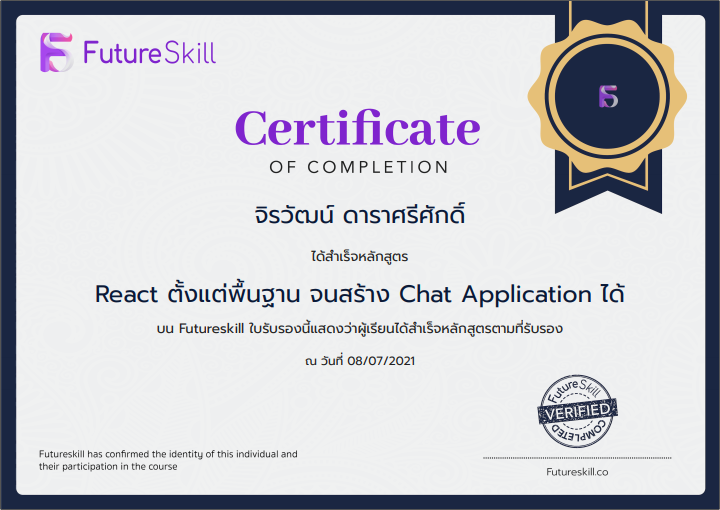 FutureSkill
Certificate
OF COMPLETION
จิรวัฒน์ ดาราศรีศักดิ์
ได้สำเร็จหลักสูตร
React ตั้งแต่พื้นฐาน จนสร้าง Chat Application ได้
บน Futureskill ใบรับรองนี้แสดงว่าผู้เรียนได้สำเร็จหลักสูตรตามที่รับรอง
ณ วันที่ 08/07/2021
FutureSkill
VERIFIED
COMPLETED
Futureskill has confirmed the identity of this individual and
their participation in the course
Futureskill.co